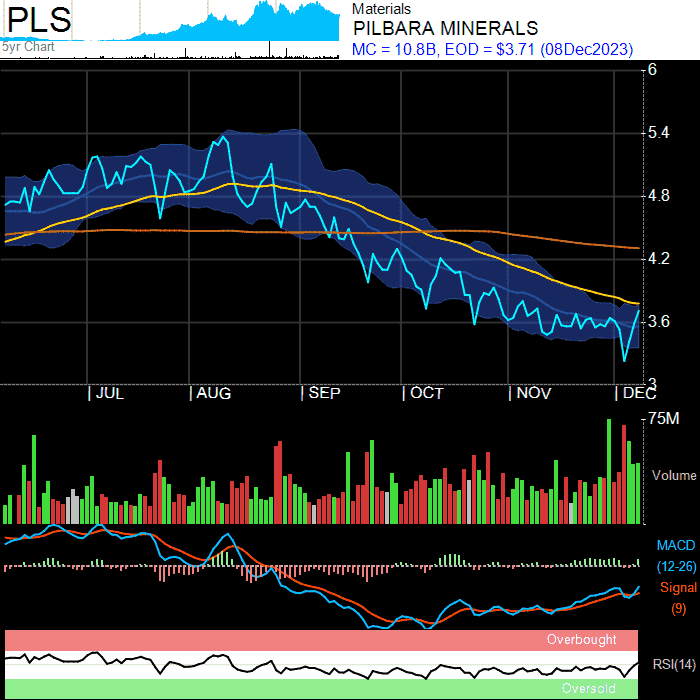 PLS
5yr Chart
Materials
PILBARA MINERALS
MC = 10.8B, EOD = $3.71 (08Dec2023)
6
5.4
4.8
4.2
3.6
3
JUL AUG SEP OCT NOV DEC
75M
Volume
MACD
(12-26)
Signal
(9)
Overbought
RSI(14)
Oversold